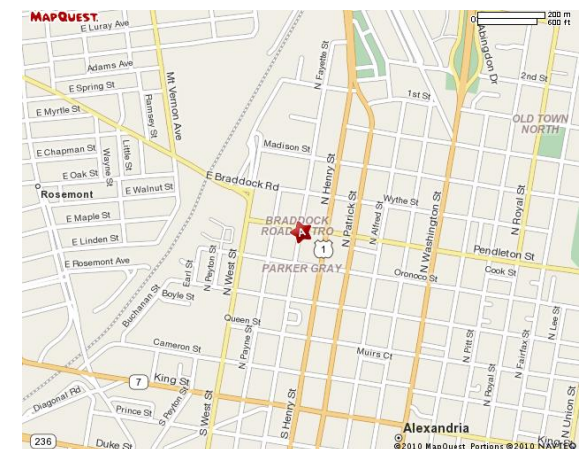 MAPQUEST.
0
200 m
600 ft
E Luray Ave
Adams Ave
E Spring St
E Myrtle St
Mt Vernon Ave
Ramsey St
Little St
Wayne St
E Chapman St
E Oak St
Rosemont
E Walnut St
E Maple St
E Linden St
E Rosemont Ave
N Fayette St
Abingdon Dr
2nd St
1st St
OLD TOWN
NORTH
Madison St
E Braddock Rd
N Henry St
N Patrick St
N Alfred St
Wythe St
N Washington St
N Royal St
BRADDOCK
ROAD METRO
A
1
Pendleton St
Cook St
PARKER GRAY
Oronoco St
Earl St
N Peyton St
N West St
Buchanan St
Boyle St
Queen St
N Payne St
Cameron St
Muirs Ct
N Pitt St
N Royal St
N Fairfax St
N Lee St
N Union St
7
King St
Diagonal Rd
Prince St
S Peyton St
S West St
S Henry St
236
Duke St
Alexandria
King St
©2010 MapQuest Portions ©2010 NAVTEQ